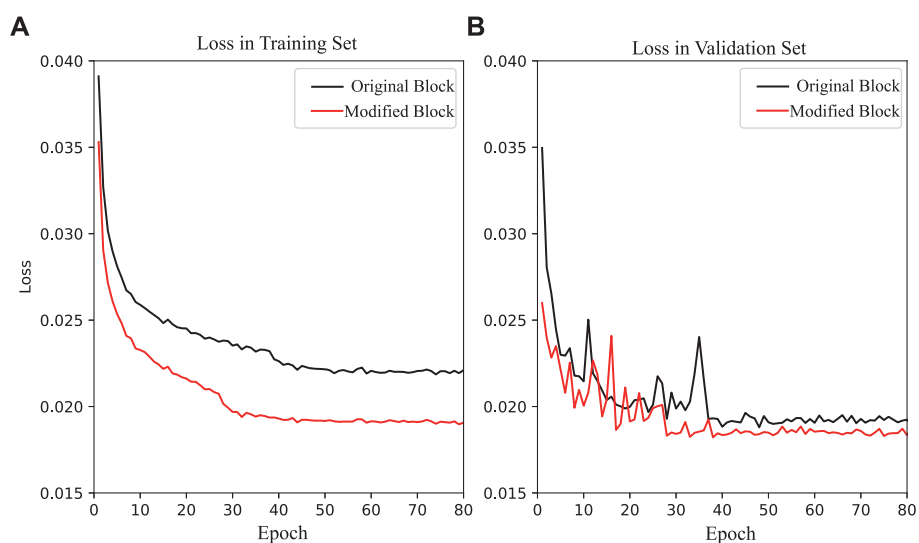 A
Loss in Training Set
0.040
0.035
0.030
0.025
0.020
0.015
Loss
Original Block
Modified Block
0 10 20 30 40 50 60 70 80
Epoch
B
Loss in Validation Set
0.040
0.035
0.030
0.025
0.020
0.015
Original Block
Modified Block
0 10 20 30 40 50 60 70 80
Epoch